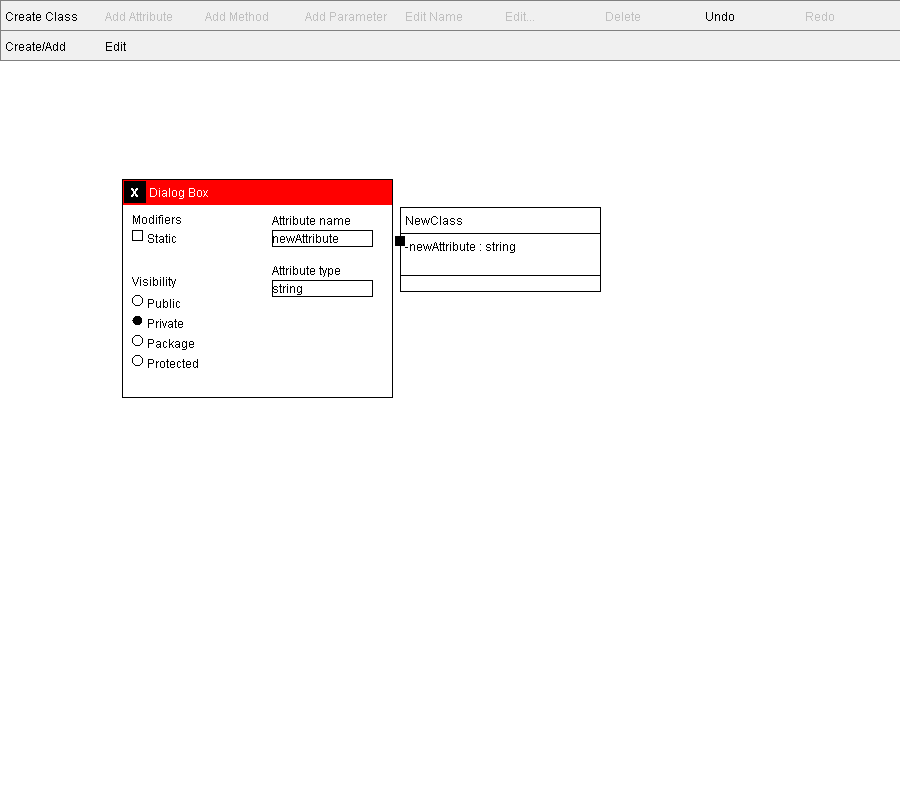 Create Class Add Attribute Add Method Add Parameter Edit Name Edit... Delete Undo Redo
Create/Add Edit
X Dialog Box
Modifiers
Static
Visibility
Public
Private
Package
Protected
Attribute name
newAttribute
Attribute type
string
NewClass
-newAttribute : string